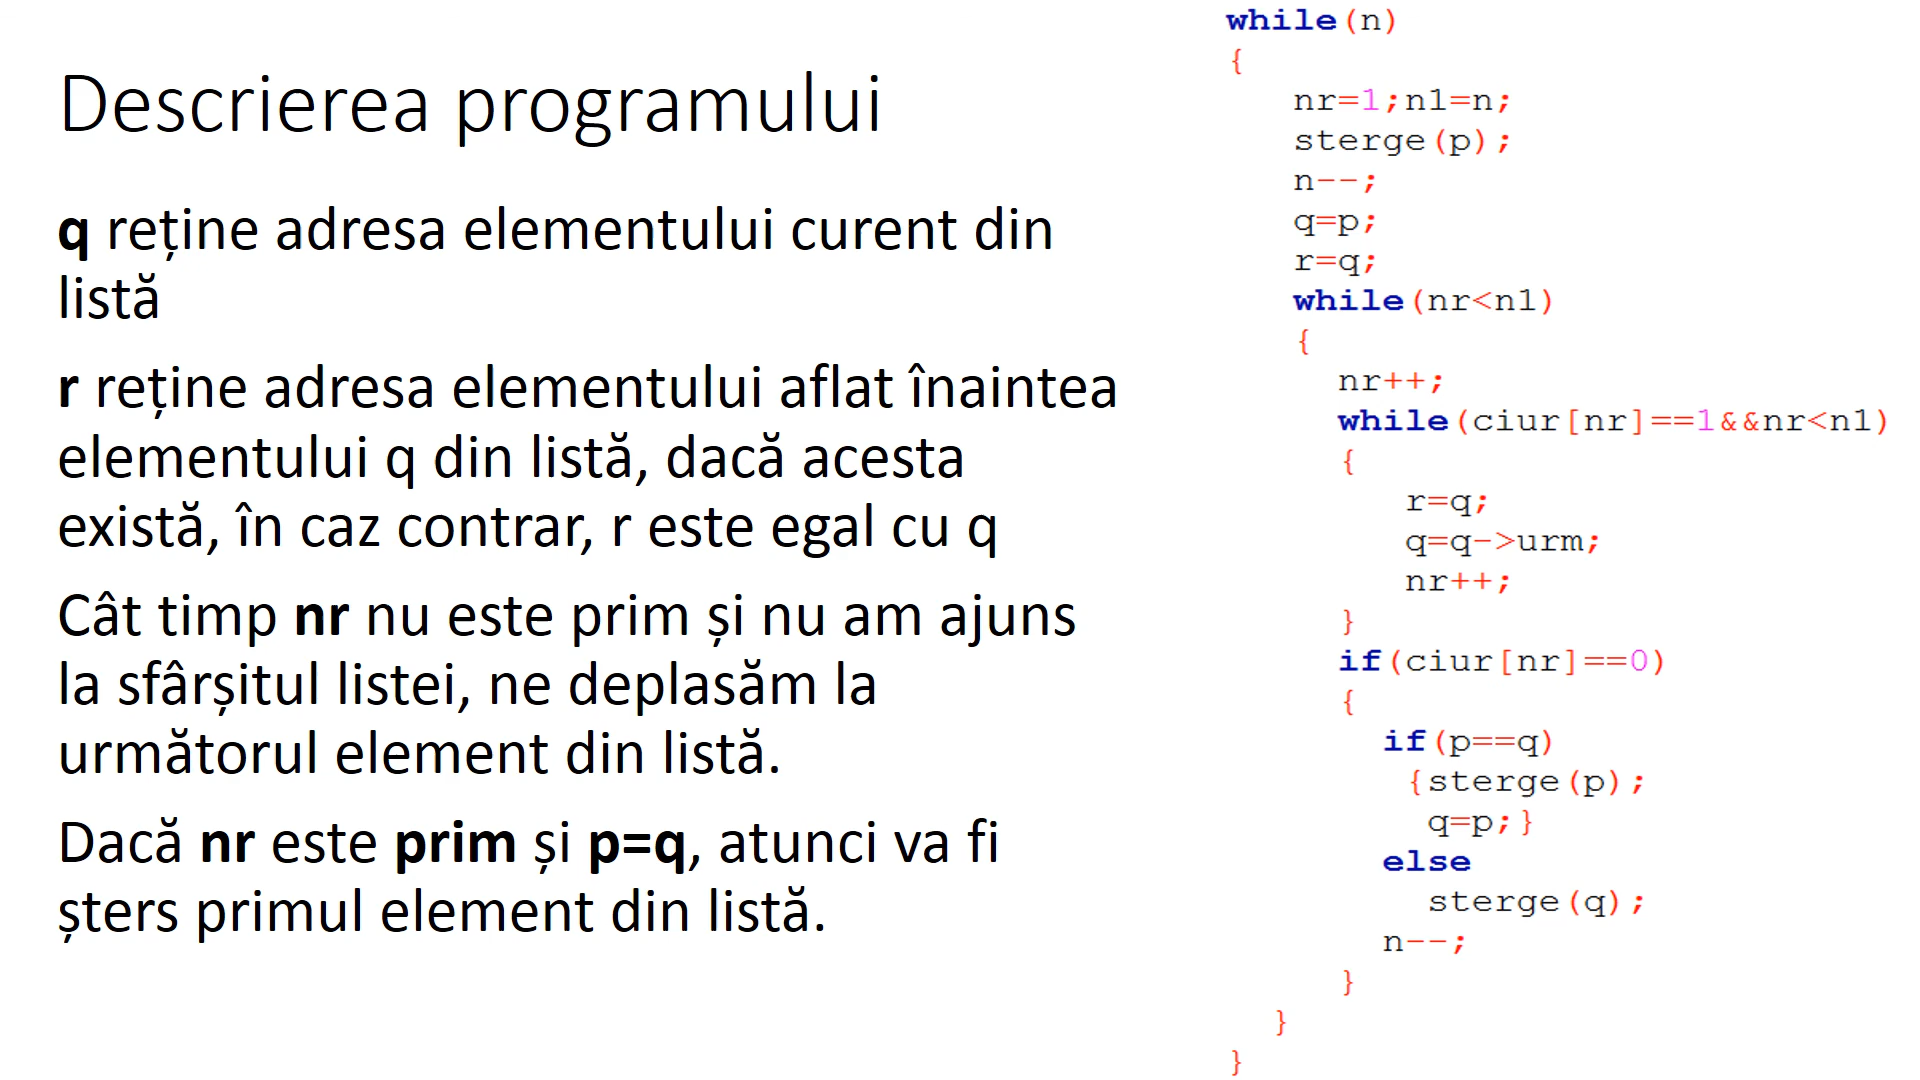 Descrierea programului
q reține adresa elementului curent din
listă
r reține adresa elementului aflat înaintea
elementului q din listă, dacă acesta
există, în caz contrar, r este egal cu q
Cât timp nr nu este prim și nu am ajuns
la sfârșitul listei, ne deplasăm la
următorul element din listă.
Dacă nr este prim și p=q, atunci va fi
șters primul element din listă.
while(n)
{
nr=1;n1=n;
sterge(p);
n--;
q=p;
r=q;
while(nr<n1)
{
nr++;
while(ciur[nr]==1&&nr<n1)
{
r=q;
q=q->urm;
nr++;
}
if(ciur[nr]==0)
{
if(p==q)
{sterge(p);
q=p;}
else
sterge(q);
n--;
}
}
}